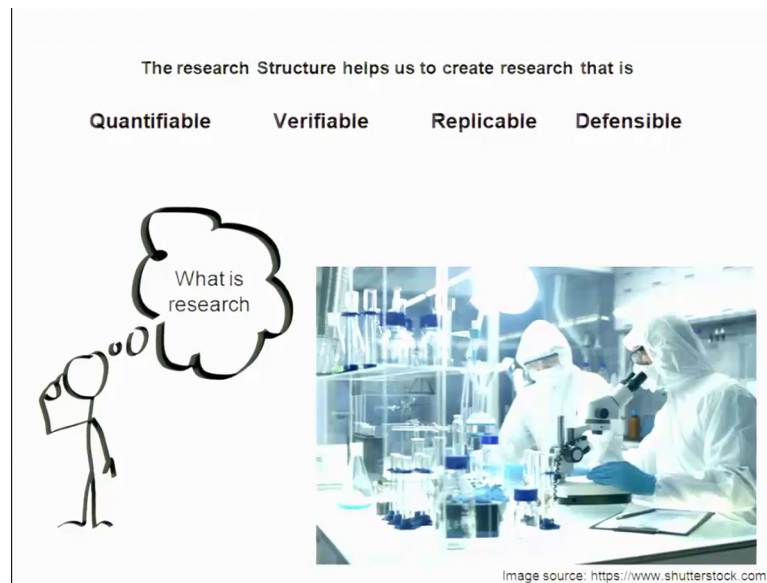 The research Structure helps us to create research that is
Quantifiable Verifiable Replicable Defensible
What is
research
Image source: https://www.shutterstock.com